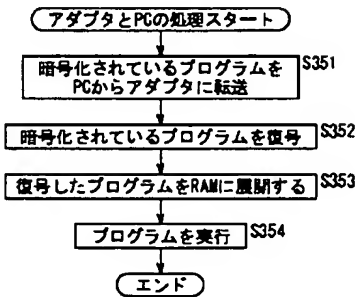 アダプタとPCの処理スタート
暗号化されているプログラムを
PCからアダプタに転送
S351
暗号化されているプログラムを復号
S352
復号したプログラムをRAMに展開する
S353
プログラムを実行
S354
エンド